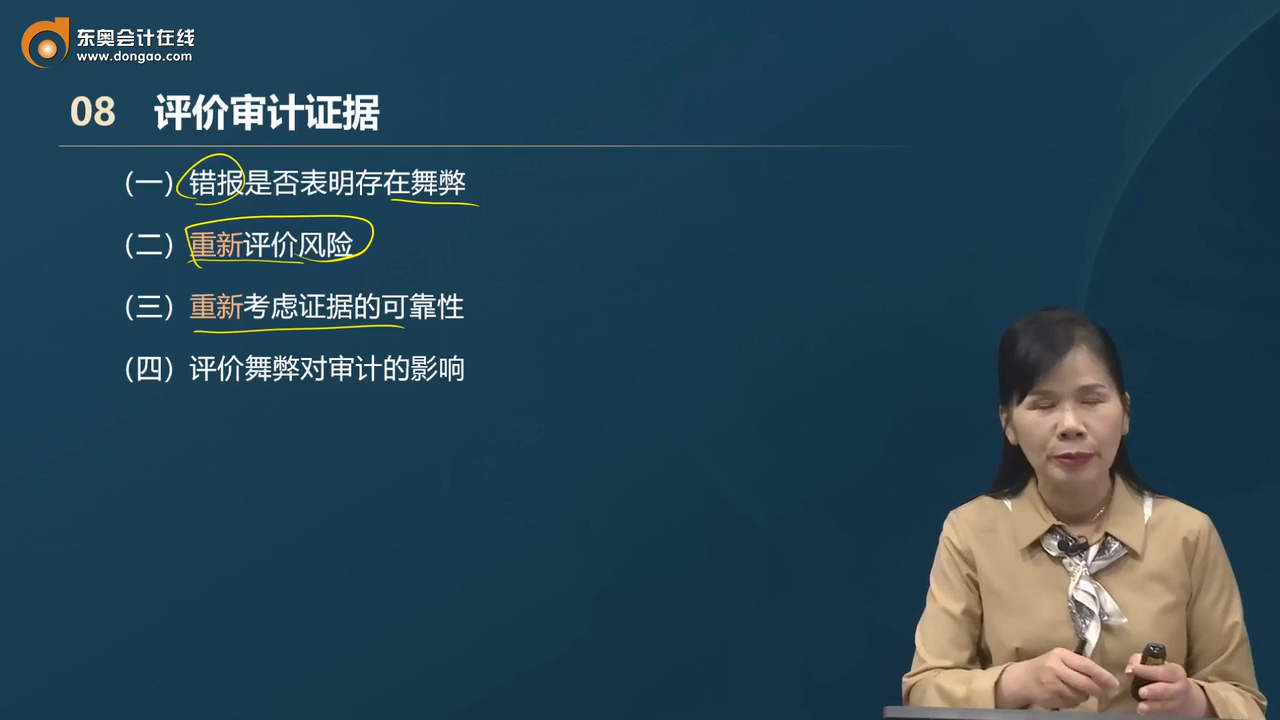 东奥会计在线
www.dongao.com
08 评价审计证据
（一）错报是否表明存在舞弊
（二）重新评价风险
（三）重新考虑证据的可靠性
（四）评价舞弊对审计的影响